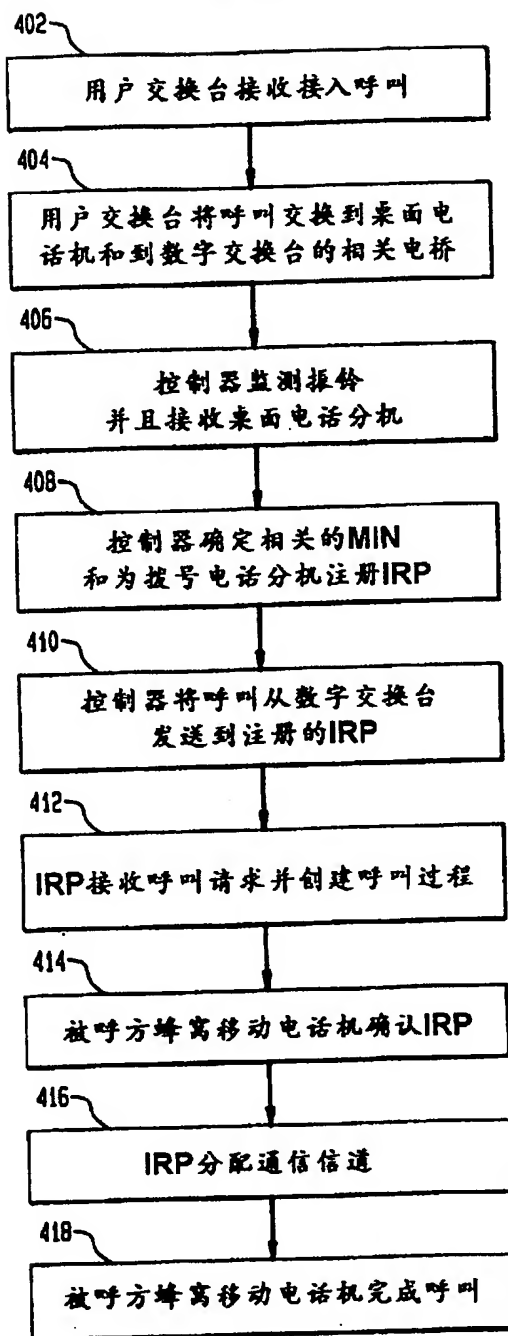 402
用户交换台接收接入呼叫
404
用户交换台将呼叫交换到桌面电
话机和到数字交换台的相关电桥
406
控制器监测振铃
并且接收桌面电话分机
408
控制器确定相关的MIN
和为拨号电话分机注册IRP
410
控制器将呼叫从数字交换台
发送到注册的IRP
412
IRP接收呼叫请求并创建呼叫过程
414
被呼方蜂窝移动电话机确认IRP
416
IRP分配通信信道
418
被呼方蜂窝移动电话机完成呼叫